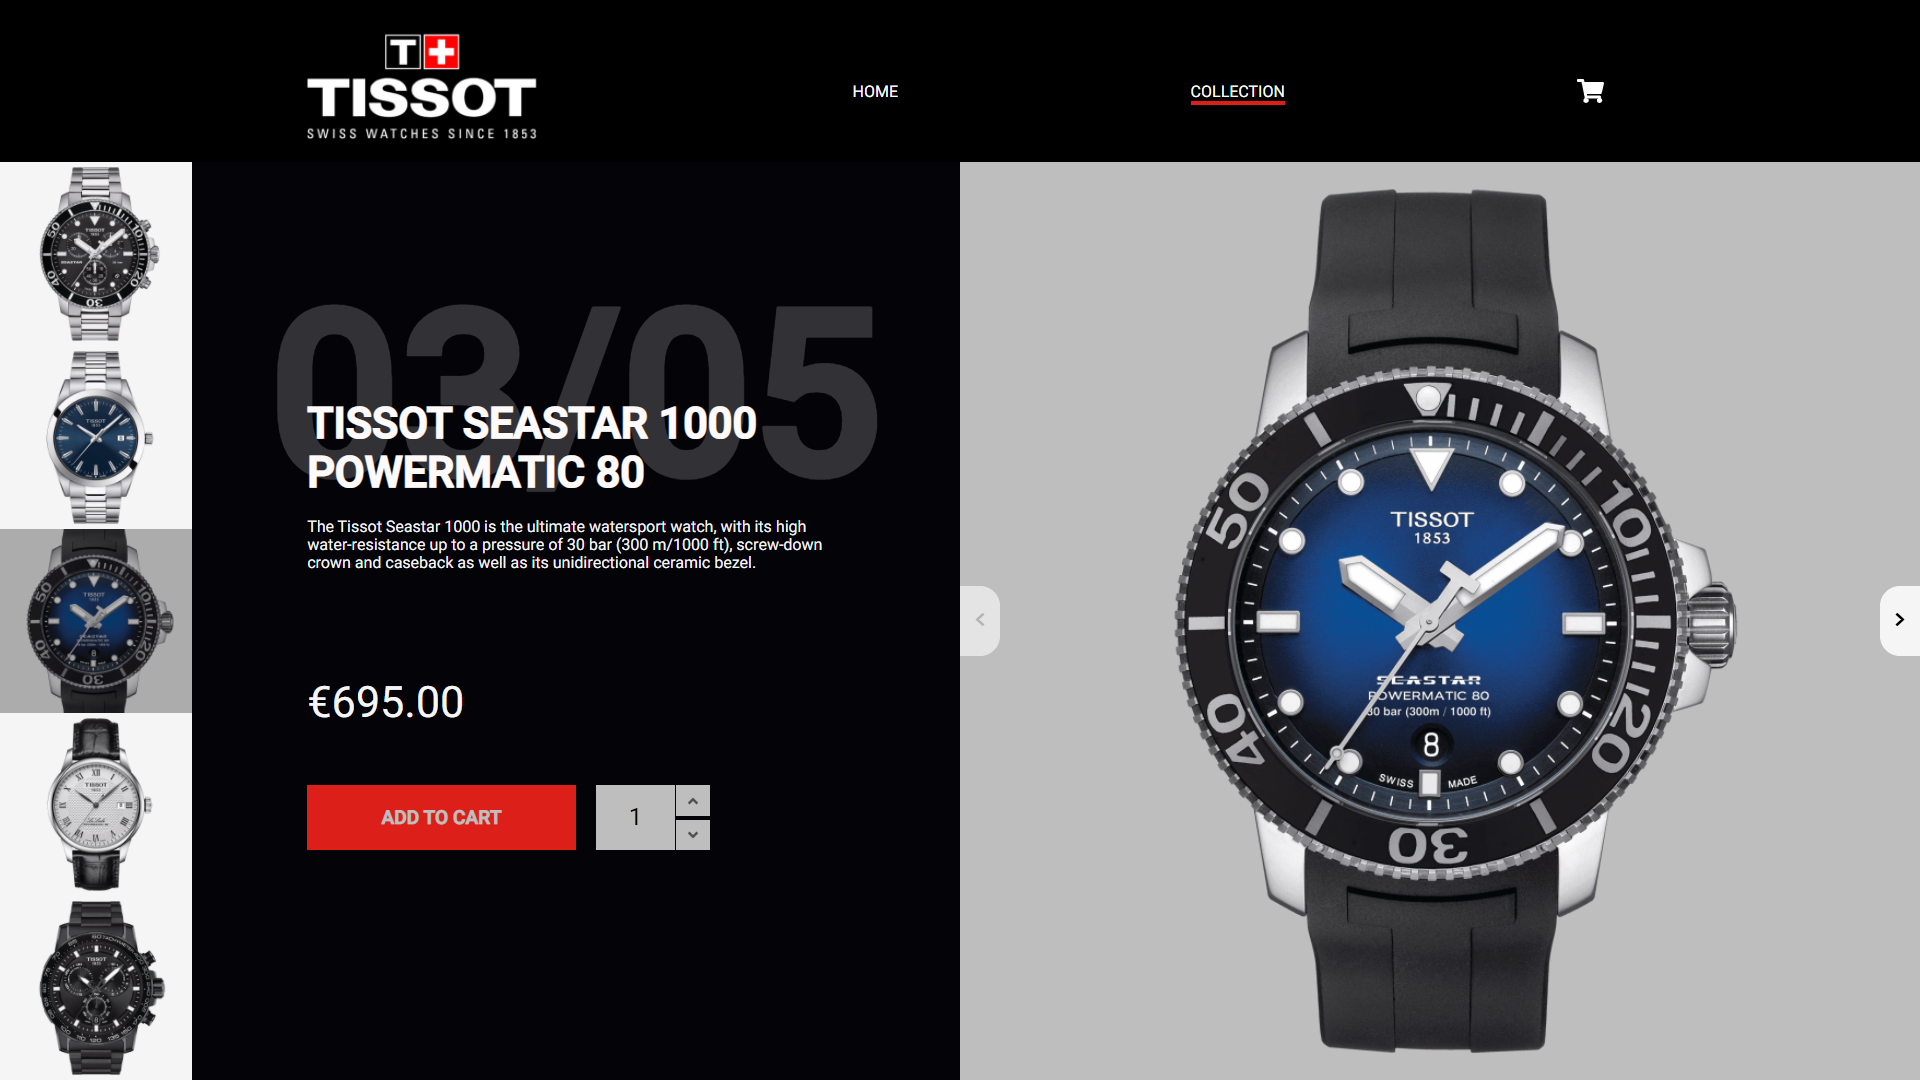 T+
TISSOT
SWISS WATCHES SINCE 1853
HOME
COLLECTION
03/05
TISSOT SEASTAR 1000
POWERMATIC 80
The Tissot Seastar 1000 is the ultimate watersport watch, with its high
water-resistance up to a pressure of 30 bar (300 m/1000 ft), screw-down
crown and caseback as well as its unidirectional ceramic bezel.
€695.00
ADD TO CART
1
10
20
30
40
50
TISSOT
1853
SEASTAR
POWERMATIC 80
30 bar (300m / 1000 ft)
8
SWISS MADE